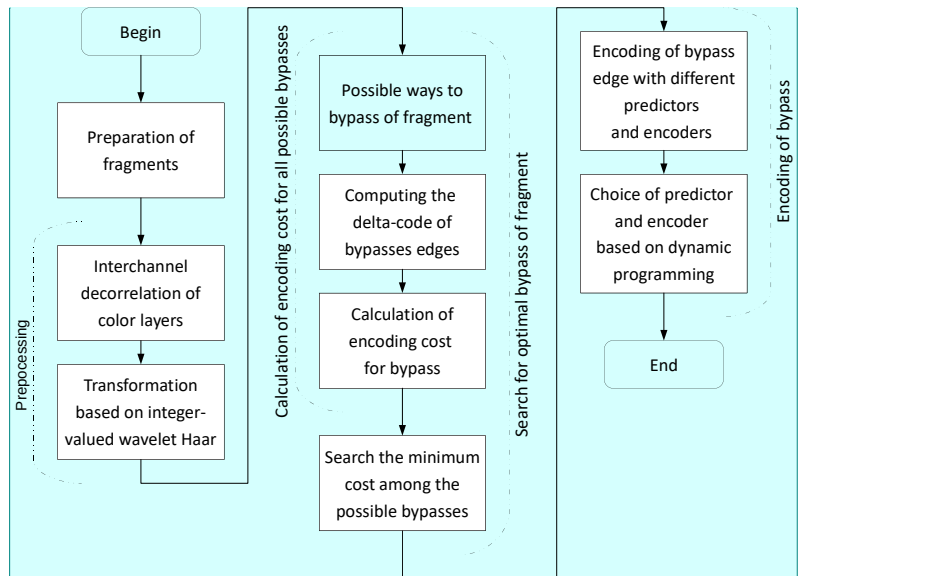 Begin
Preparation of
fragments
Prepocessing
Interchannel
decorrelation of
color layers
Transformation
based on integer-
valued wavelet Haar
Calculation of encoding cost for all possible bypasses
Possible ways to
bypass of fragment
Computing the
delta-code of
bypasses edges
Calculation of
encoding cost
for bypass
Search the minimum
cost among the
possible bypasses
Search for optimal bypass of fragment
Encoding of bypass
edge with different
predictors
and encoders
Choice of predictor
and encoder
based on dynamic
programming
End
Encoding of bypass